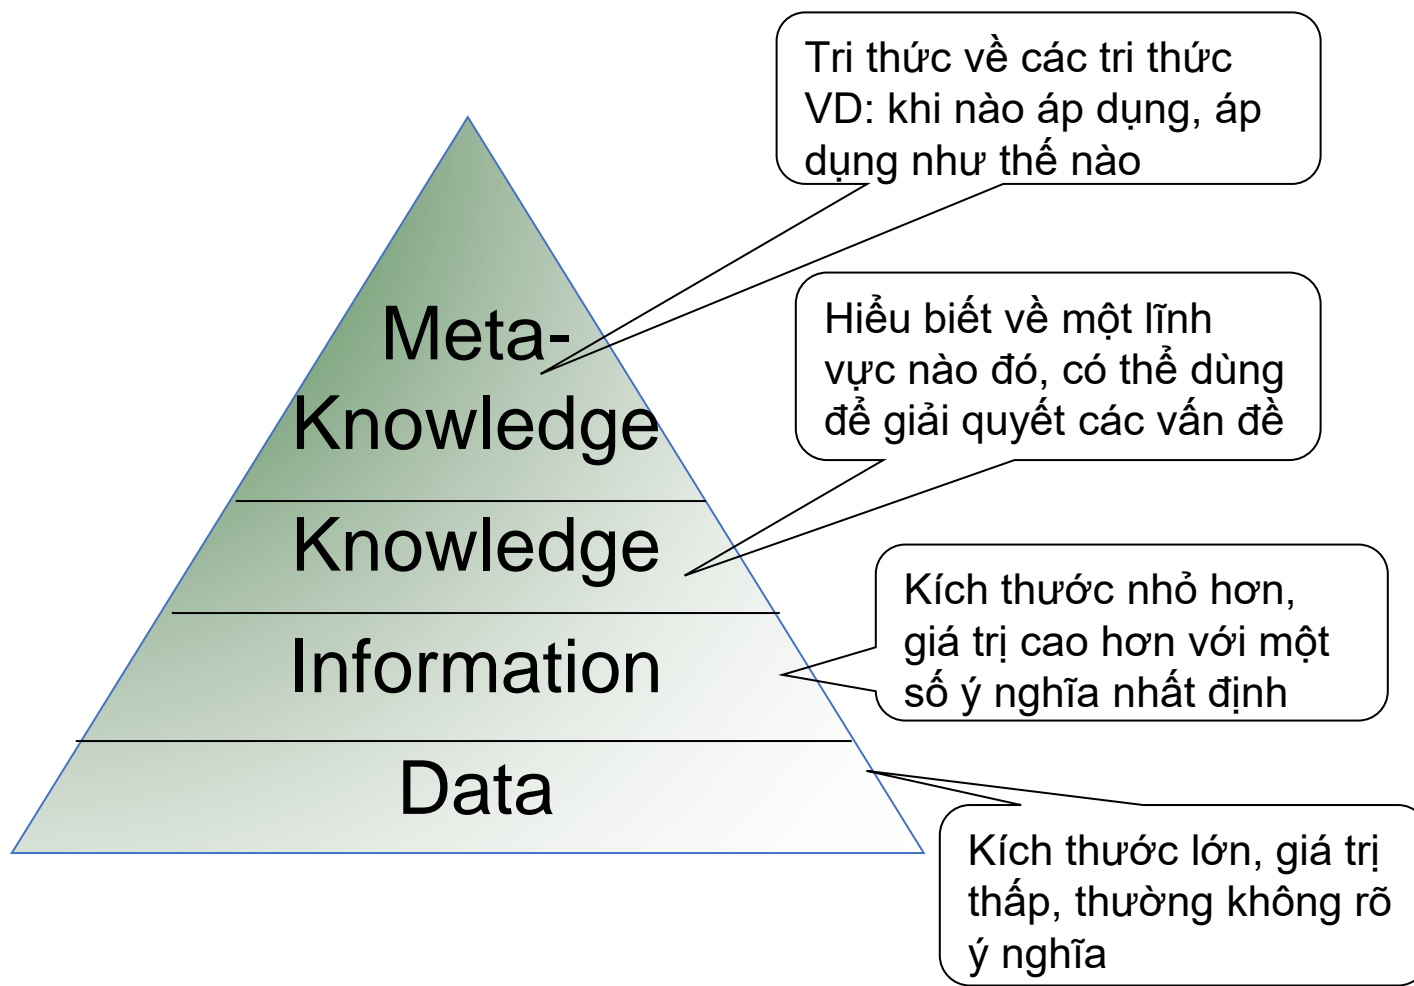 Tri thức về các tri thức
VD: khi nào áp dụng, áp
dụng như thế nào
Meta-
Knowledge
Hiểu biết về một lĩnh
vực nào đó, có thể dùng
để giải quyết các vấn đề
Knowledge
Kích thước nhỏ hơn,
giá trị cao hơn với một
số ý nghĩa nhất định
Information
Data
Kích thước lớn, giá trị
thấp, thường không rõ
ý nghĩa